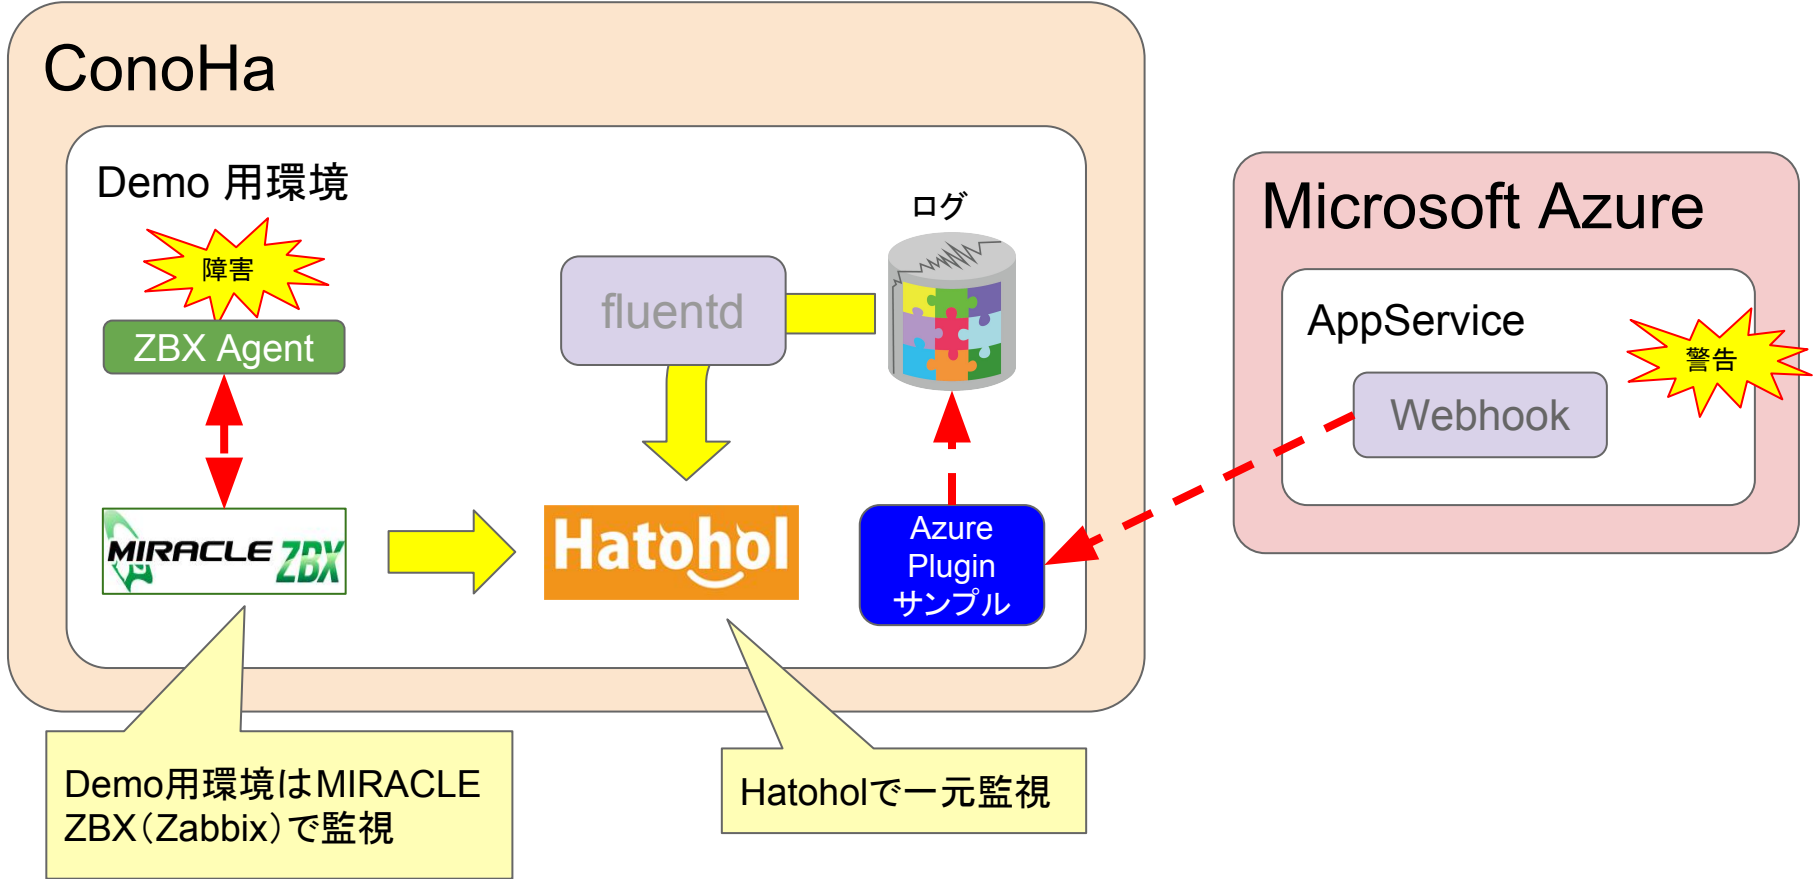 ConoHa
Demo 用環境
障害
ZBX Agent
MIRACLE ZBX
fluentd
ログ
Hatohol
Azure
Plugin
サンプル
Microsoft Azure
AppService
警告
Webhook
Demo用環境はMIRACLE
ZBX（Zabbix）で監視
Hatoholで一元監視